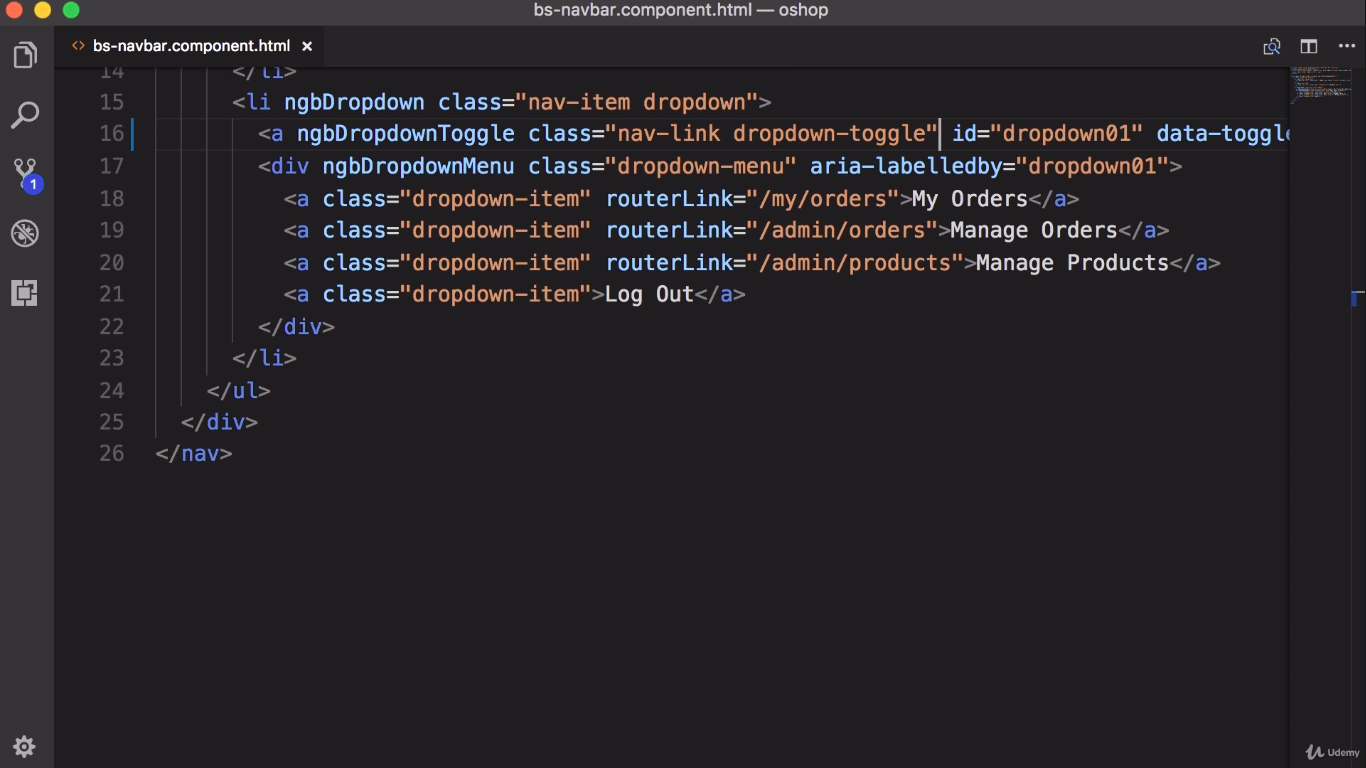 bs-navbar.component.html — oshop
<> bs-navbar.component.html ×
14 </li>
15 <li ngbDropdown class="nav-item dropdown">
16 <a ngbDropdownToggle class="nav-link dropdown-toggle" id="dropdown01" data-toggle
17 <div ngbDropdownMenu class="dropdown-menu" aria-labelledby="dropdown01">
18 <a class="dropdown-item" routerLink="/my/orders">My Orders</a>
19 <a class="dropdown-item" routerLink="/admin/orders">Manage Orders</a>
20 <a class="dropdown-item" routerLink="/admin/products">Manage Products</a>
21 <a class="dropdown-item">Log Out</a>
22 </div>
23 </li>
24 </ul>
25 </div>
26 </nav>
1
Udemy